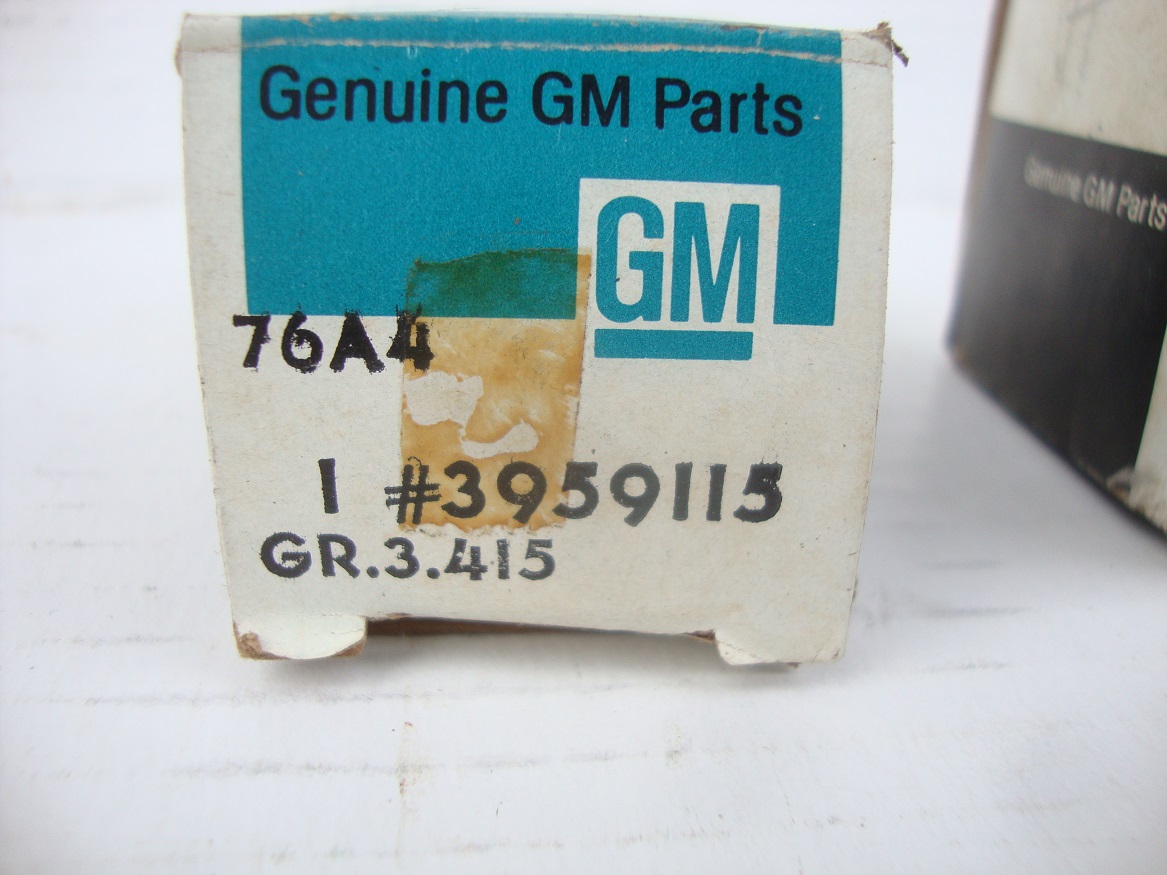 Genuine GM Parts
GM
76A4
1 #3959115
GR.3.415
Genuine GM Parts